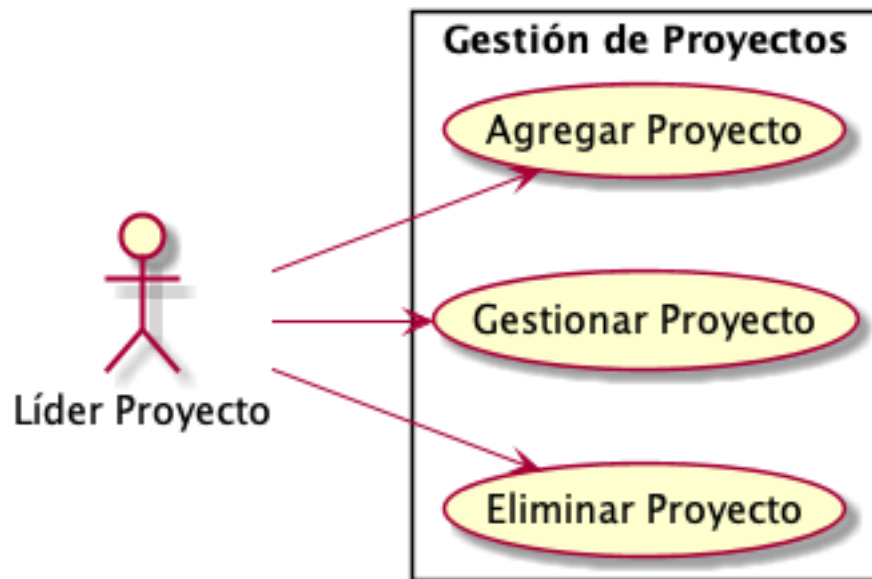 Gestión de Proyectos
Agregar Proyecto
Gestionar Proyecto
Líder Proyecto
Eliminar Proyecto